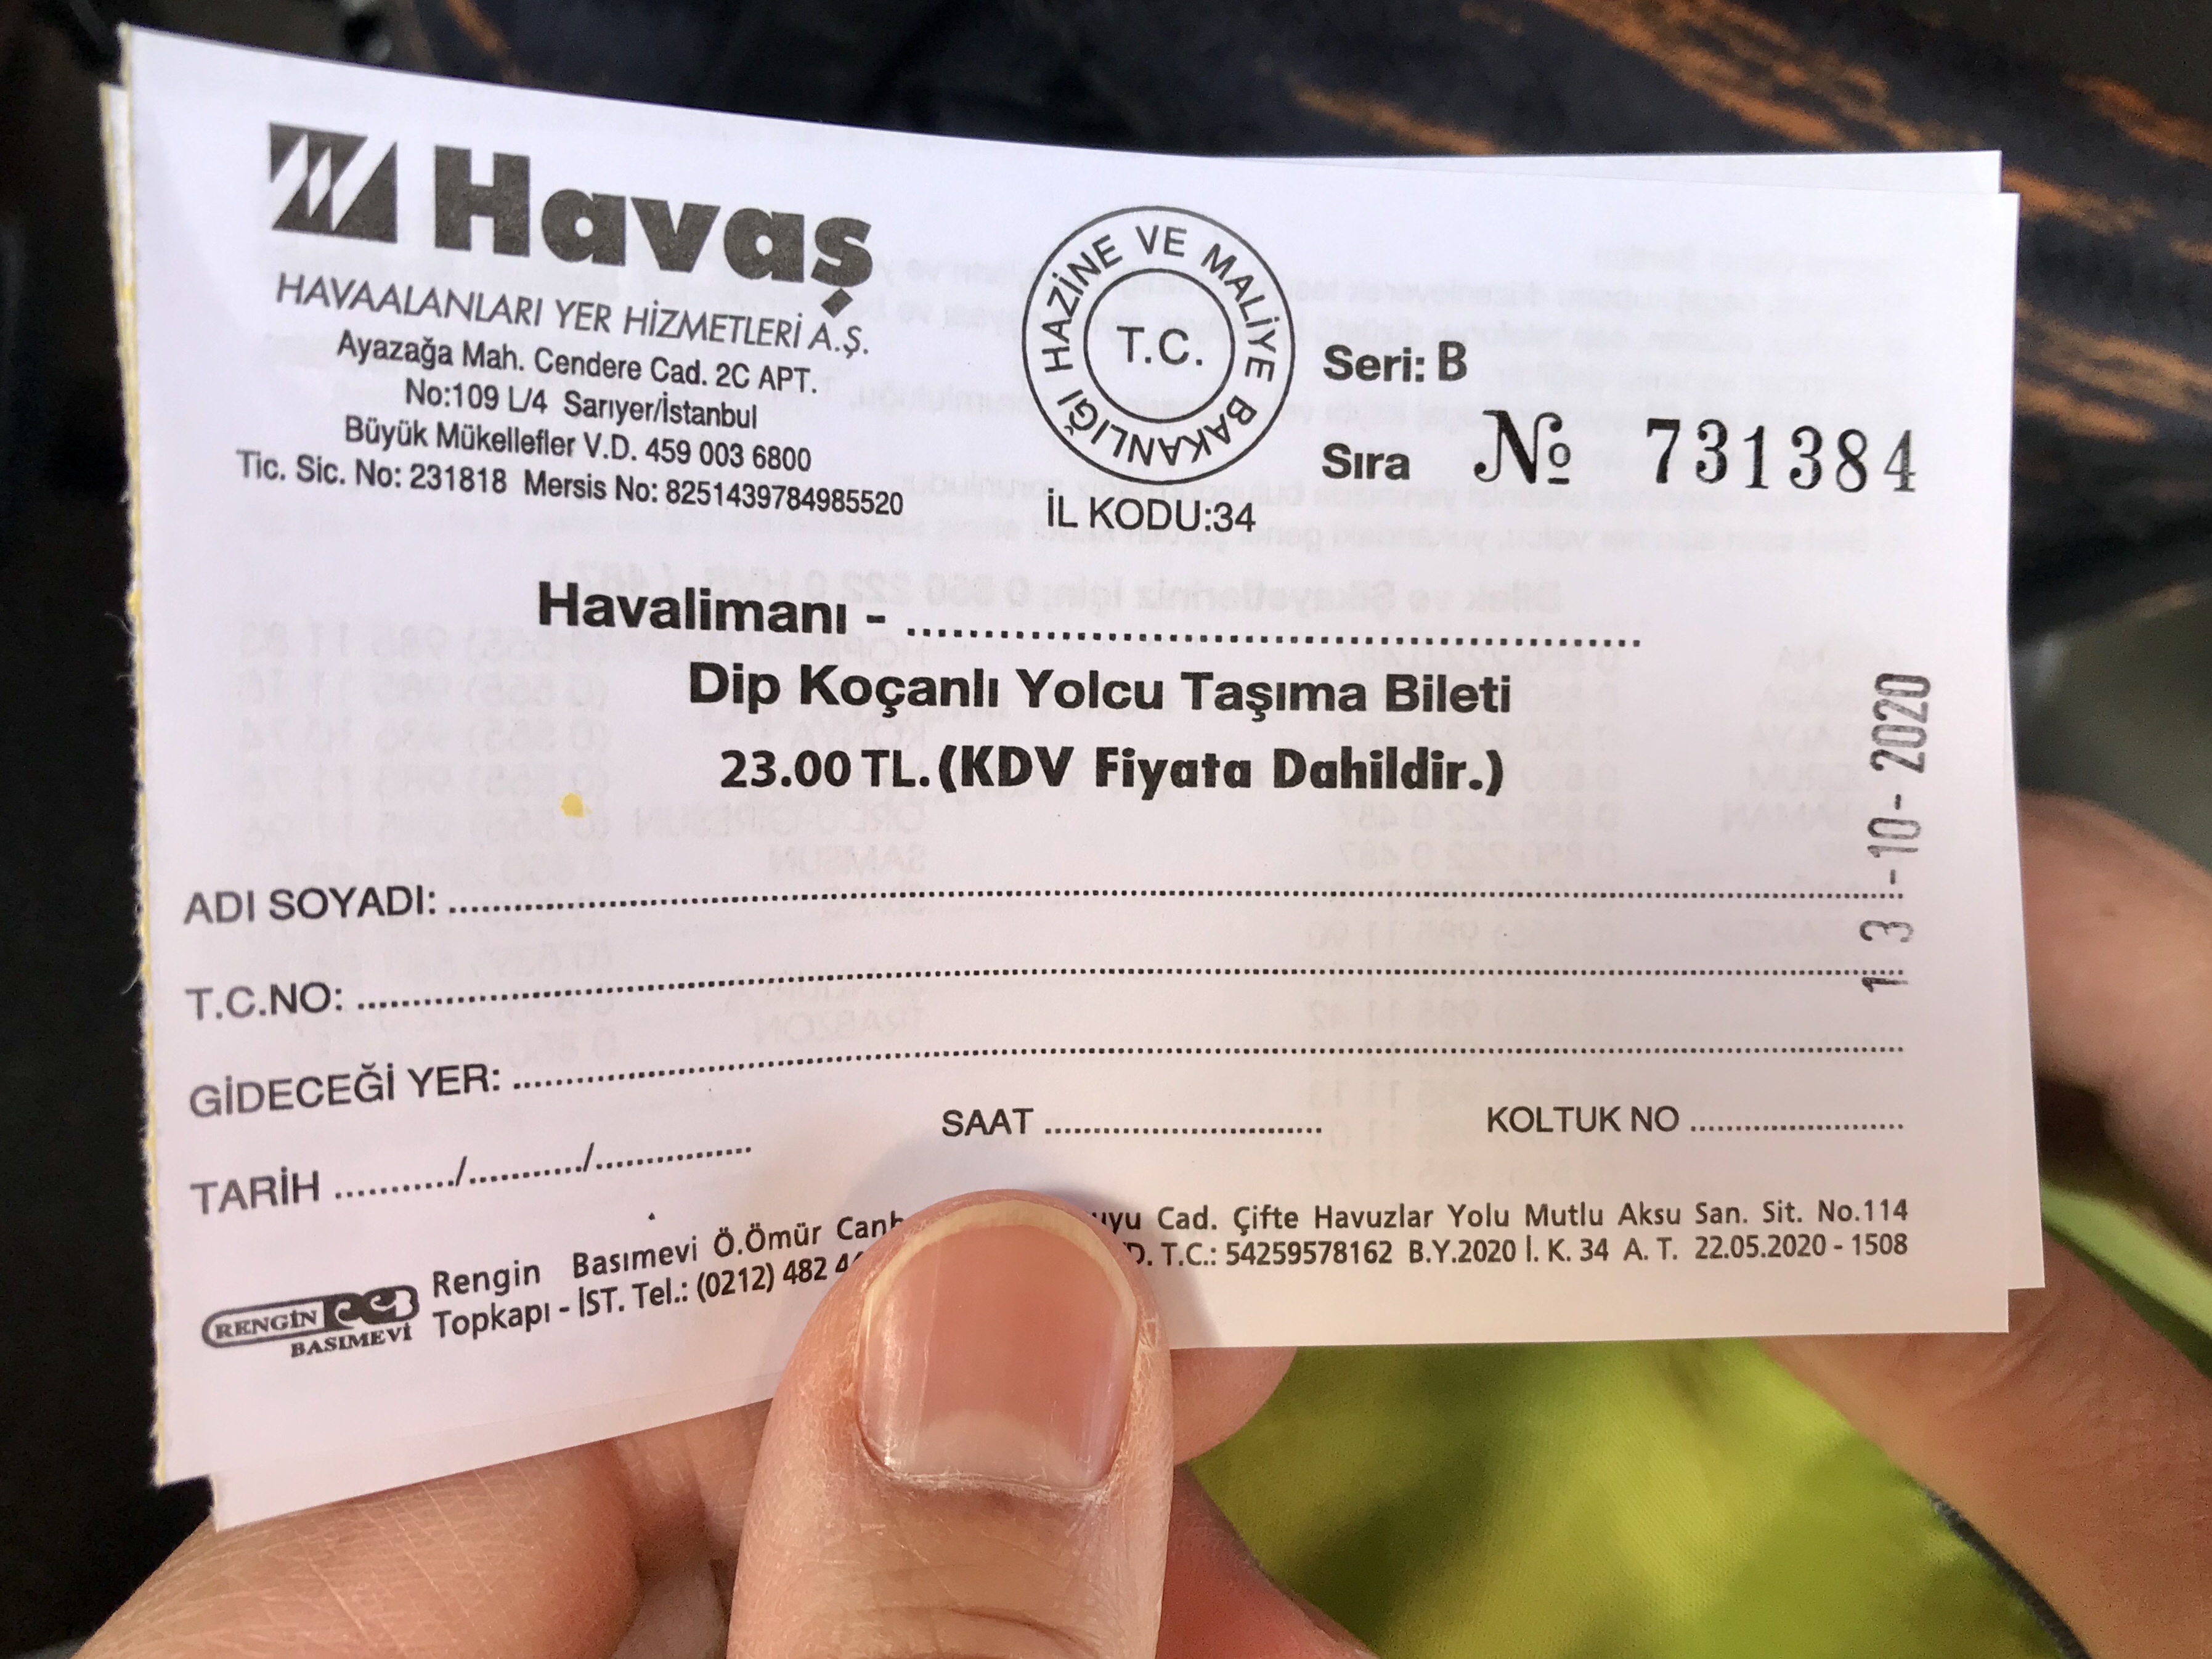 Havaş
HAVAALANLARI YER HİZMETLERİ A.Ş.
Ayazağa Mah. Cendere Cad. 2C APT.
No:109 L/4 Sarıyer/İstanbul
Büyük Mükellefler V.D. 459 003 6800
Tic. Sic. No: 231818 Mersis No: 8251439784985520
HAZİNE VE MALİYE BAKANLIĞI
T.C.
İL KODU:34
Seri: B
Sıra № 731384
Havalimanı - ........................................................
Dip Koçanlı Yolcu Taşıma Bileti
23.00 TL.(KDV Fiyata Dahildir.)
13-10-2020
ADI SOYADI: ........................................................
T.C.NO: ........................................................
GİDECEĞİ YER: ........................................................
TARİH .........../.........../............... SAAT ............................ KOLTUK NO ......................
RENGİN BASIMEVİ
Rengin Basımevi Ö.Ömür Cad. Çifte Havuzlar Yolu Mutlu Aksu San. Sit. No.114
Topkapı - İST. Tel.: (0212) 482 T.C.: 54259578162 B.Y.2020 İ. K. 34 A. T. 22.05.2020 - 1508